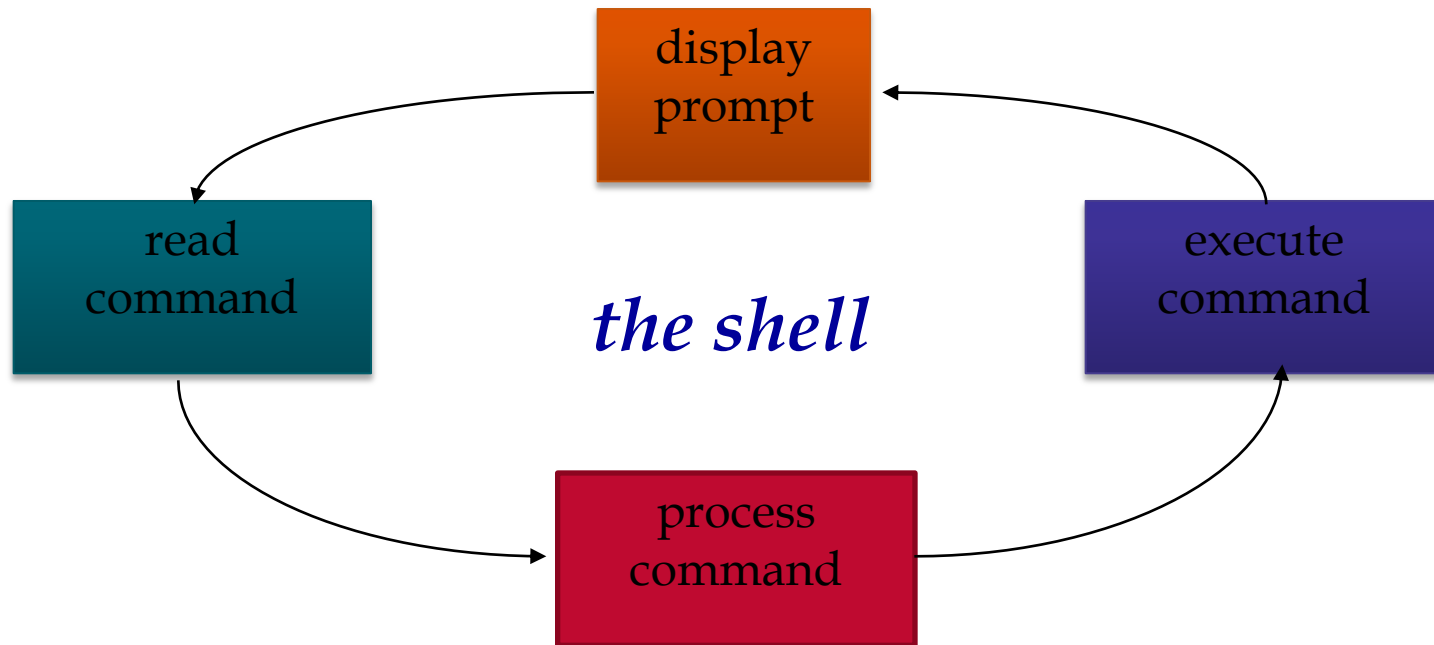 display
prompt
read
command
the shell
execute
command
process
command